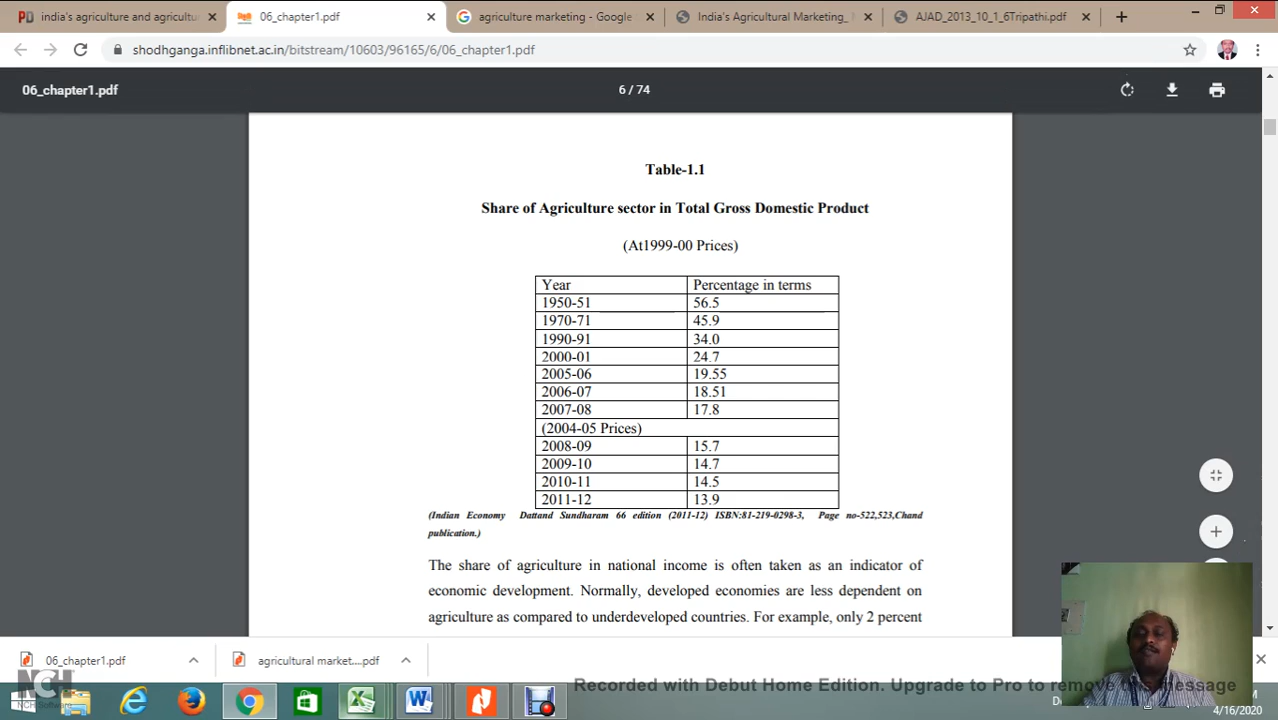 india's agriculture and agricultu
06_chapter1.pdf
agriculture marketing - Google
India's Agricultural Marketing_
AJAD_2013_10_1_6Tripathi.pdf
shodhganga.inflibnet.ac.in/bitstream/10603/96165/6/06_chapter1.pdf
06_chapter1.pdf
6 / 74
Table-1.1
Share of Agriculture sector in Total Gross Domestic Product
(At1999-00 Prices)
Year Percentage in terms
1950-51 56.5
1970-71 45.9
1990-91 34.0
2000-01 24.7
2005-06 19.55
2006-07 18.51
2007-08 17.8
(2004-05 Prices)
2008-09 15.7
2009-10 14.7
2010-11 14.5
2011-12 13.9
(Indian Economy Dattand Sundharam 66 edition (2011-12) ISBN:81-219-0298-3, Page no-522,523,Chand
publication.)
The share of agriculture in national income is often taken as an indicator of
economic development. Normally, developed economies are less dependent on
agriculture as compared to underdeveloped countries. For example, only 2 percent
06_chapter1.pdf
agricultural market....pdf
NCH
NCH Software
Recorded with Debut Home Edition. Upgrade to Pro to remove this message
4/16/2020